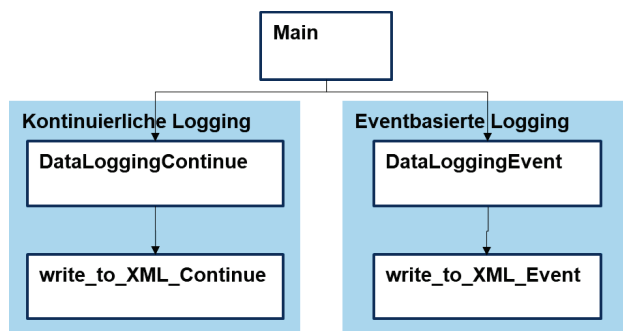 Main
Kontinuierliche Logging
DataLoggingContinue
write_to_XML_Continue
Eventbasierte Logging
DataLoggingEvent
write_to_XML_Event